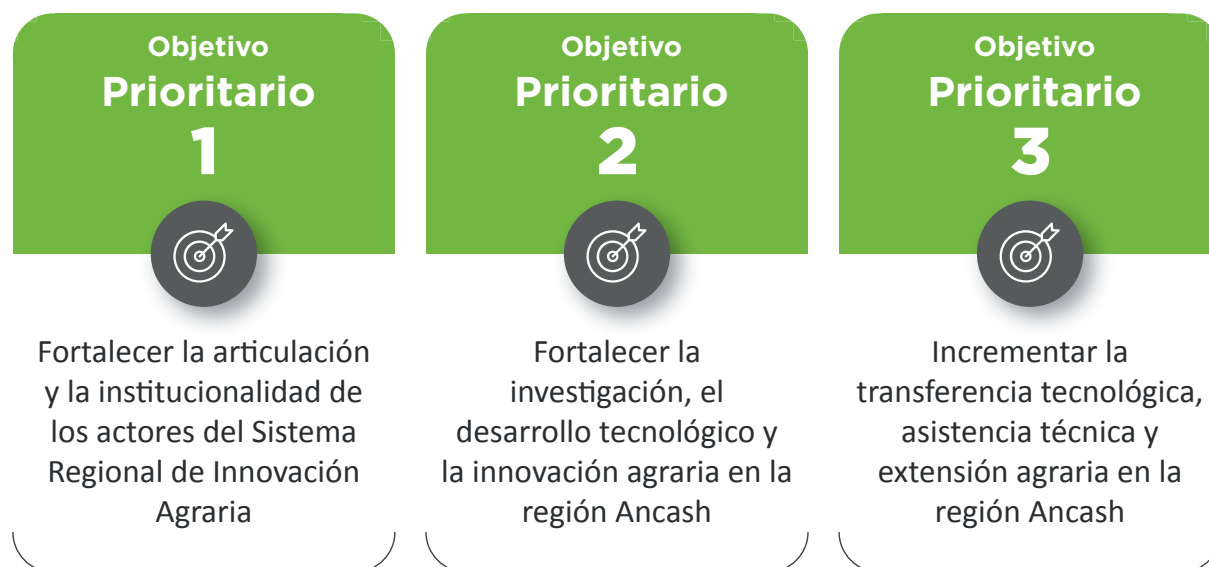 Objetivo
Prioritario
1
Fortalecer la articulación
y la institucionalidad de
los actores del Sistema
Regional de Innovación
Agraria
Objetivo
Prioritario
2
Fortalecer la
investigación, el
desarrollo tecnológico y
la innovación agraria en la
región Ancash
Objetivo
Prioritario
3
Incrementar la
transferencia tecnológica,
asistencia técnica y
extensión agraria en la
región Ancash